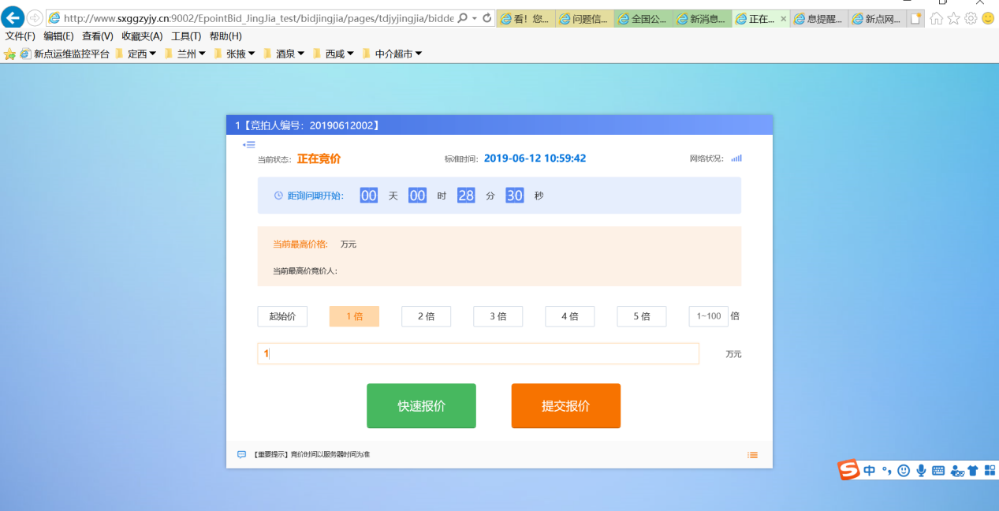 http://www.sxggzyjy.cn:9002/EpointBid_JingJia_test/bidjingjia/pages/tdjyjingjia/bidde
看！您... 问题信... 全国公... 新消息... 正在... 息提醒... 新点网...
文件(F) 编辑(E) 查看(V) 收藏夹(A) 工具(T) 帮助(H)
新点运维监控平台 定西 兰州 张掖 酒泉 西咸 中介超市
1【竞拍人编号：20190612002】
当前状态： 正在竞价 标准时间： 2019-06-12 10:59:42 网络状况：
距询问期开始： 00 天 00 时 28 分 30 秒
当前最高价格： 万元
当前最高价竞价人：
起始价 1 倍 2 倍 3 倍 4 倍 5 倍 1~100 倍
1 万元
快速报价 提交报价
【重要提示】竞价时间以服务器时间为准
S 中